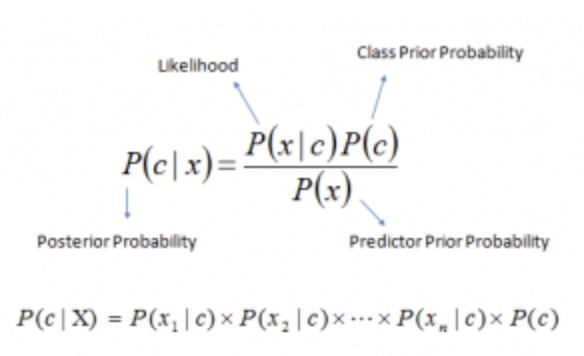 Likelihood
Class Prior Probability
P(c | x) = P(x | c)P(c) / P(x)
Posterior Probability
Predictor Prior Probability
P(c | X) = P(x₁ | c) × P(x₂ | c) × ··· × P(xₙ | c) × P(c)